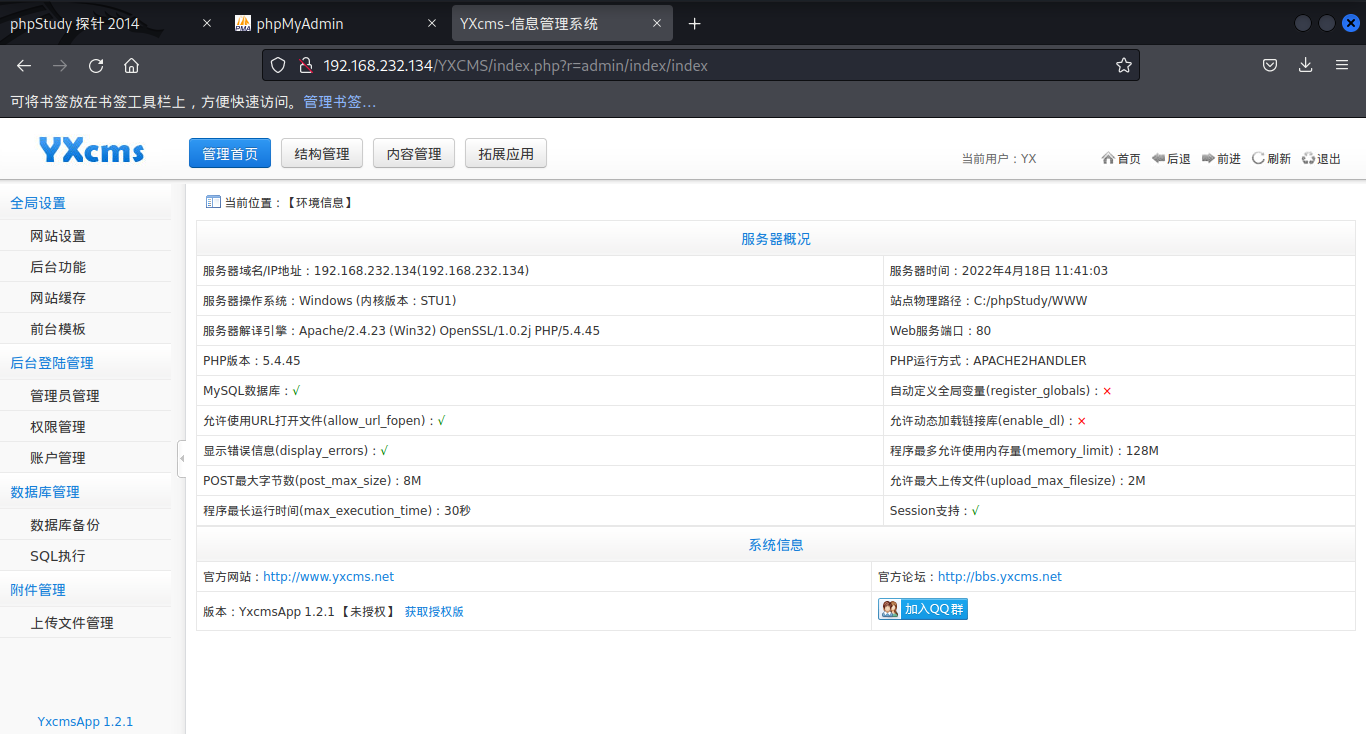 phpStudy 探针 2014
phpMyAdmin
YXcms-信息管理系统
192.168.232.134/YXCMS/index.php?r=admin/index/index
可将书签放在书签工具栏上，方便快速访问。管理书签…
YXcms
管理首页 结构管理 内容管理 拓展应用
当前用户：YX
首页 后退 前进 刷新 退出
全局设置
网站设置
后台功能
网站缓存
前台模板
后台登陆管理
管理员管理
权限管理
账户管理
数据库管理
数据库备份
SQL执行
附件管理
上传文件管理
YxcmsApp 1.2.1
当前位置：【环境信息】
服务器概况
服务器域名/IP地址：192.168.232.134(192.168.232.134)
服务器时间：2022年4月18日 11:41:03
服务器操作系统：Windows (内核版本：STU1)
站点物理路径：C:/phpStudy/WWW
服务器解译引擎：Apache/2.4.23 (Win32) OpenSSL/1.0.2j PHP/5.4.45
Web服务端口：80
PHP版本：5.4.45
PHP运行方式：APACHE2HANDLER
MySQL数据库：√
自动定义全局变量(register_globals)：×
允许使用URL打开文件(allow_url_fopen)：√
允许动态加载链接库(enable_dl)：×
显示错误信息(display_errors)：√
程序最多允许使用内存量(memory_limit)：128M
POST最大字节数(post_max_size)：8M
允许最大上传文件(upload_max_filesize)：2M
程序最长运行时间(max_execution_time)：30秒
Session支持：√
系统信息
官方网站：http://www.yxcms.net
官方论坛：http://bbs.yxcms.net
版本：YxcmsApp 1.2.1【未授权】 获取授权版
加入QQ群